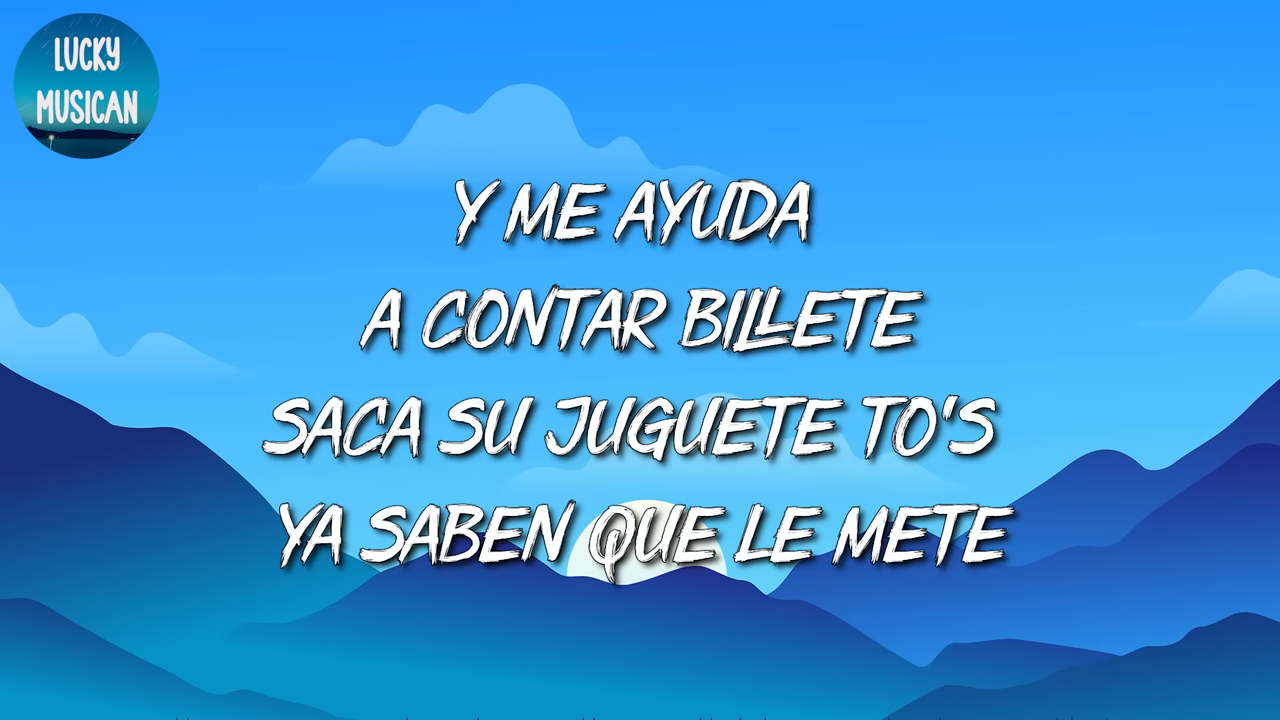 LUCKY
MUSICAN
Y ME AYUDA
A CONTAR BILLETE
SACA SU JUGUETE TO'S
YA SABEN QUE LE METE